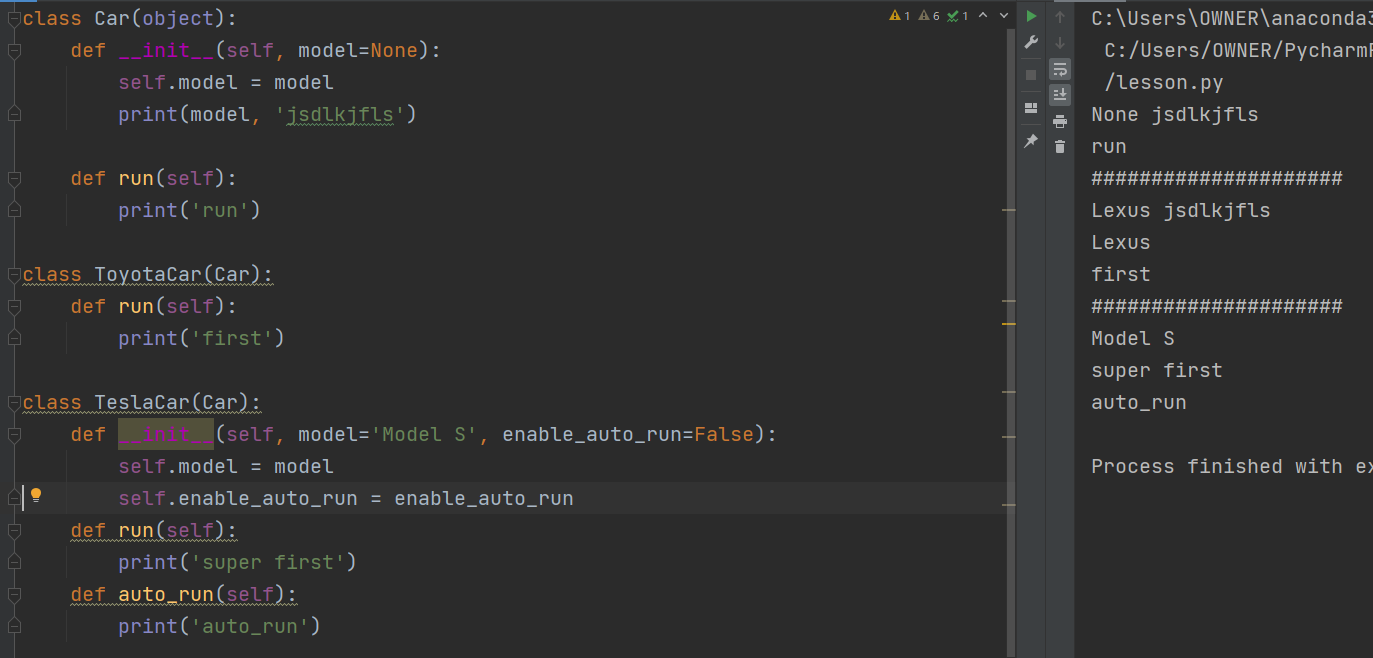 class Car(object):
    def __init__(self, model=None):
        self.model = model
        print(model, 'jsdlkjfls')

    def run(self):
        print('run')

class ToyotaCar(Car):
    def run(self):
        print('first')

class TeslaCar(Car):
    def __init__(self, model='Model S', enable_auto_run=False):
        self.model = model
        self.enable_auto_run = enable_auto_run
    def run(self):
        print('super first')
    def auto_run(self):
        print('auto_run')
1 6 1
C:\Users\OWNER\anaconda3
C:/Users/OWNER/Pycharm
/lesson.py
None jsdlkjfls
run
#####################
Lexus jsdlkjfls
Lexus
first
#####################
Model S
super first
auto_run

Process finished with